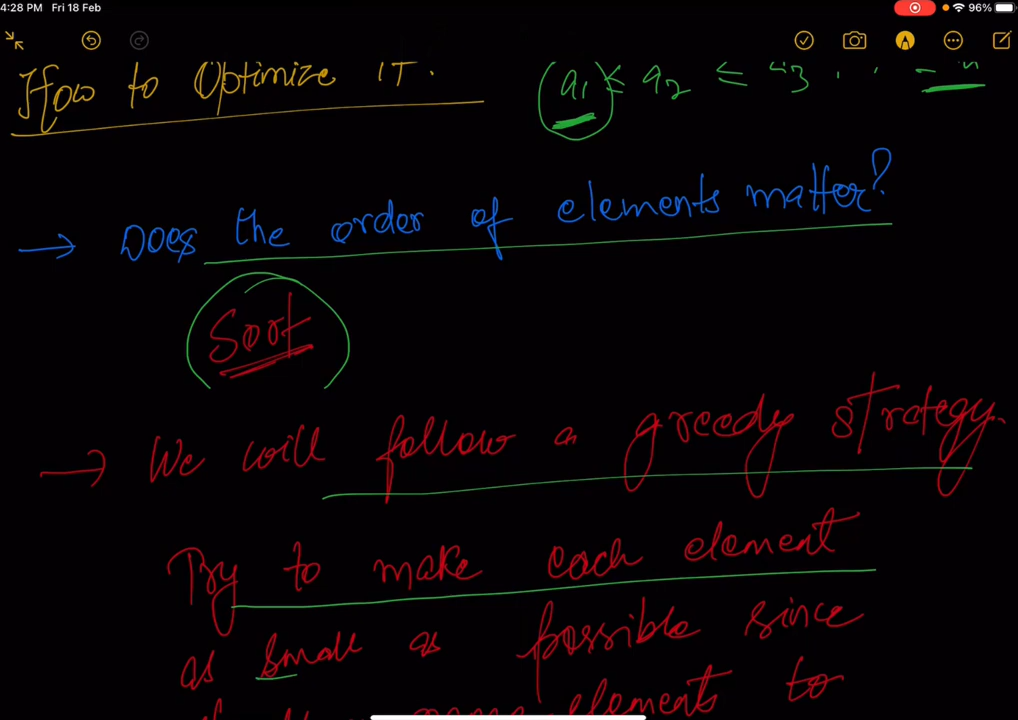 4:28 PM Fri 18 Feb
96%
How to Optimize IT.
(a1) ≤ a2 ≤ a3 . .
→ Does the order of elements matter?
Sort
→ We will follow a greedy strategy.
Try to make each element
as small as possible since
elements to